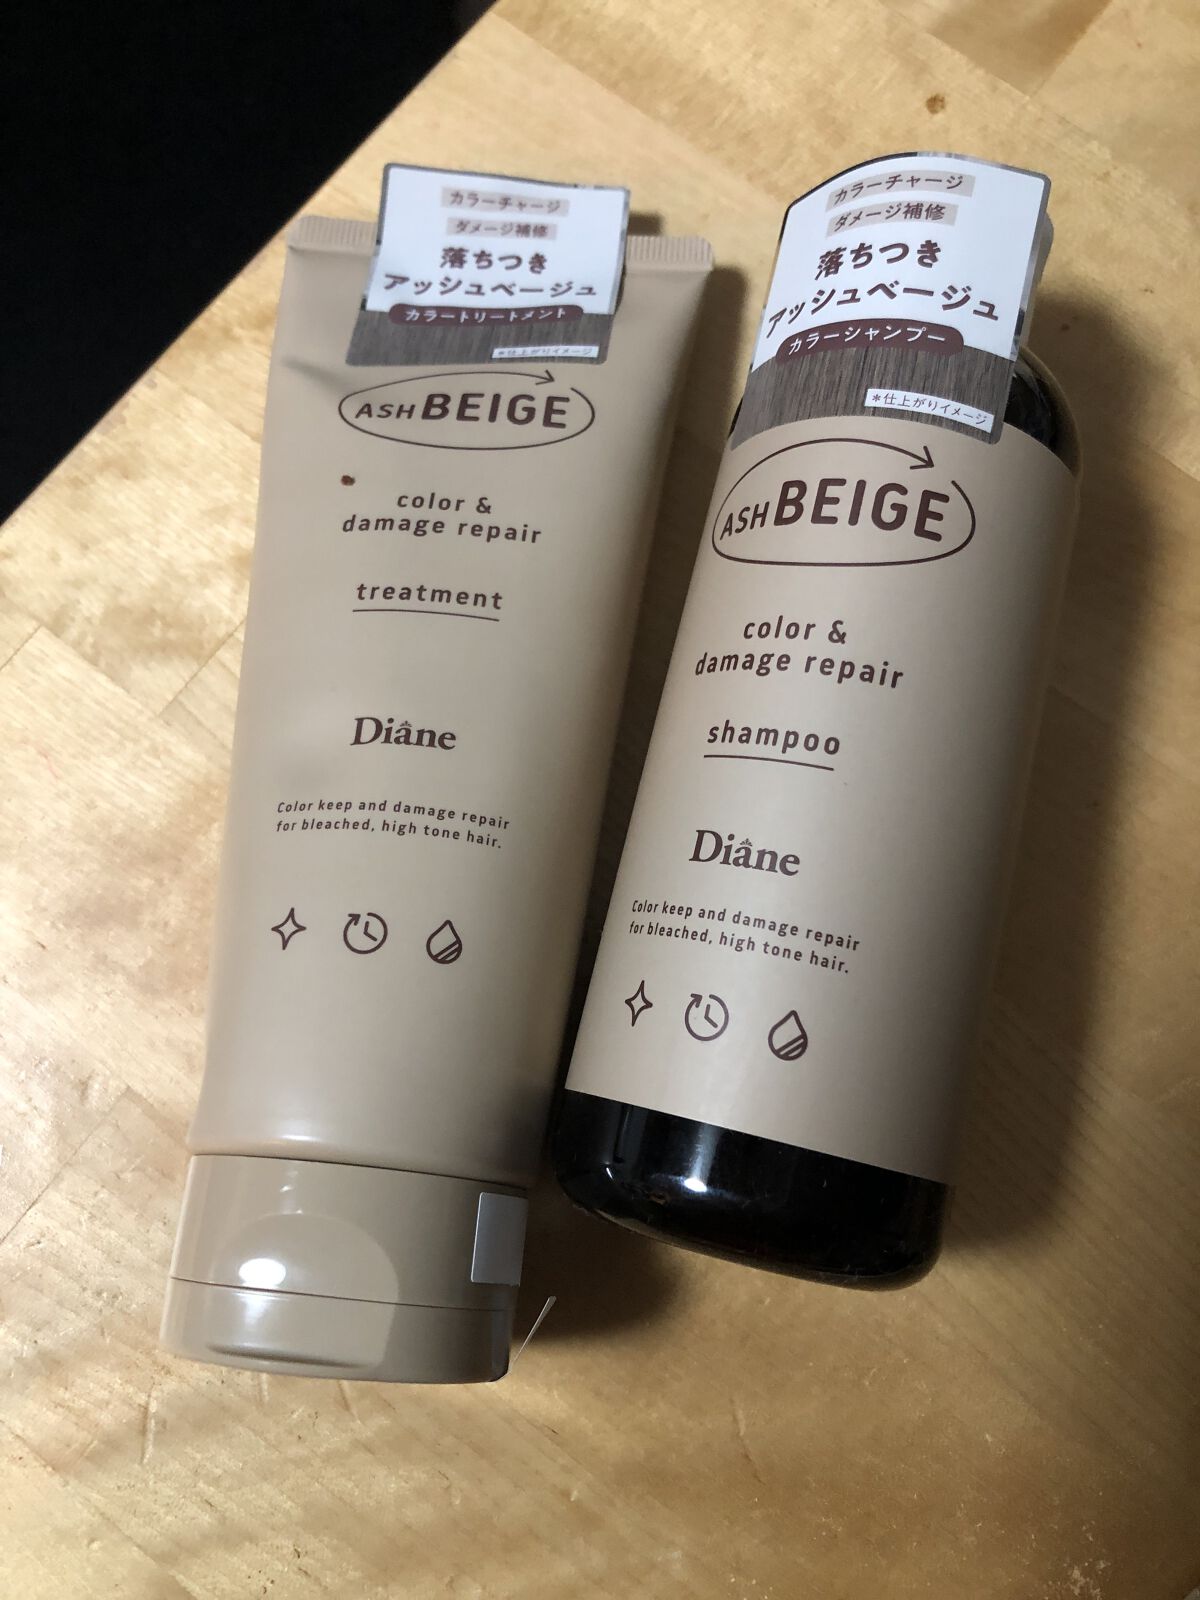 カラーチャージ
ダメージ補修
落ちつき
アッシュベージュ
カラートリートメント
*仕上がりイメージ
ASH BEIGE
color &
damage repair
treatment
Diane
Color keep and damage repair
for bleached, high tone hair.
カラーチャージ
ダメージ補修
落ちつき
アッシュベージュ
カラーシャンプー
*仕上がりイメージ
ASH BEIGE
color &
damage repair
shampoo
Diane
Color keep and damage repair
for bleached, high tone hair.